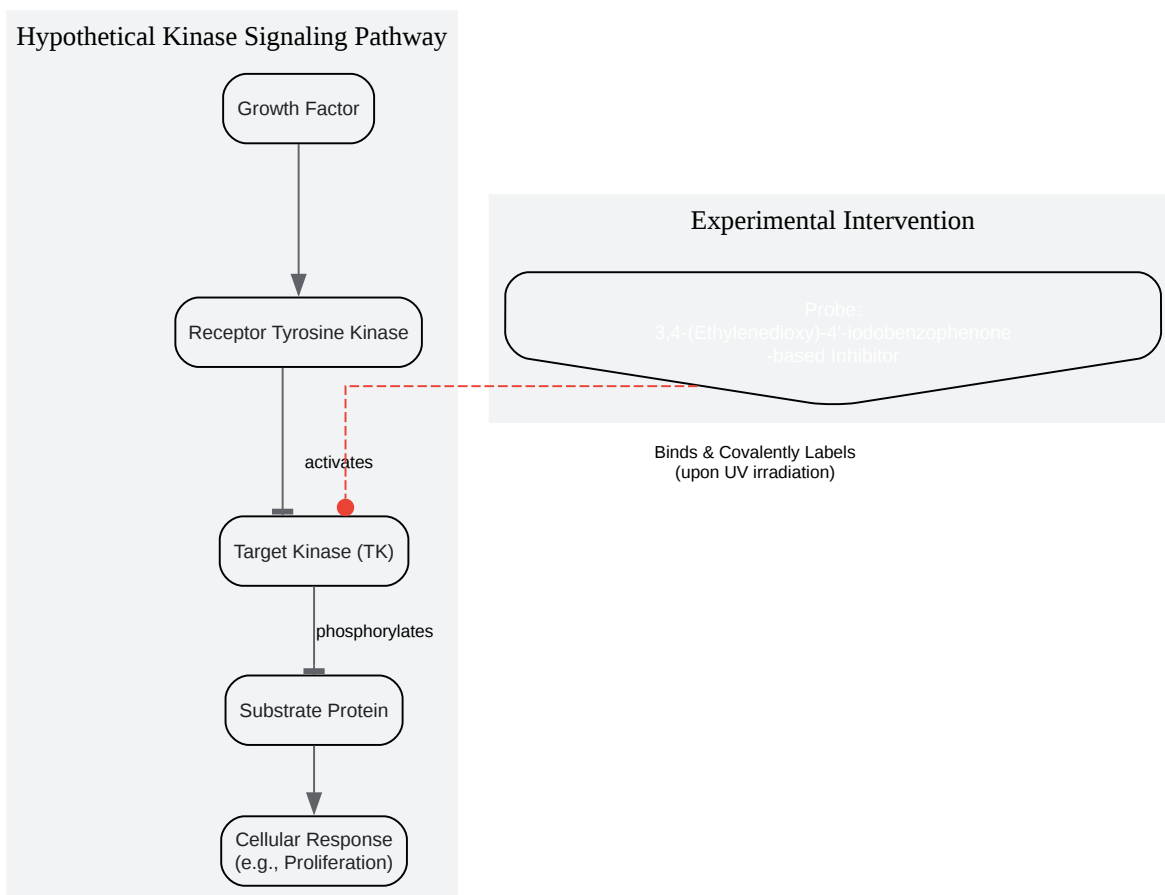 Hypothetical Kinase Signaling Pathway
Growth Factor
Receptor Tyrosine Kinase
activates
Target Kinase (TK)
phosphorylates
Substrate Protein
Cellular Response
(e.g., Proliferation)
Experimental Intervention
Probe:
3,4-(Ethylenedioxy)-4'-iodobenzophenone
-based Inhibitor
Binds & Covalently Labels
(upon UV irradiation)